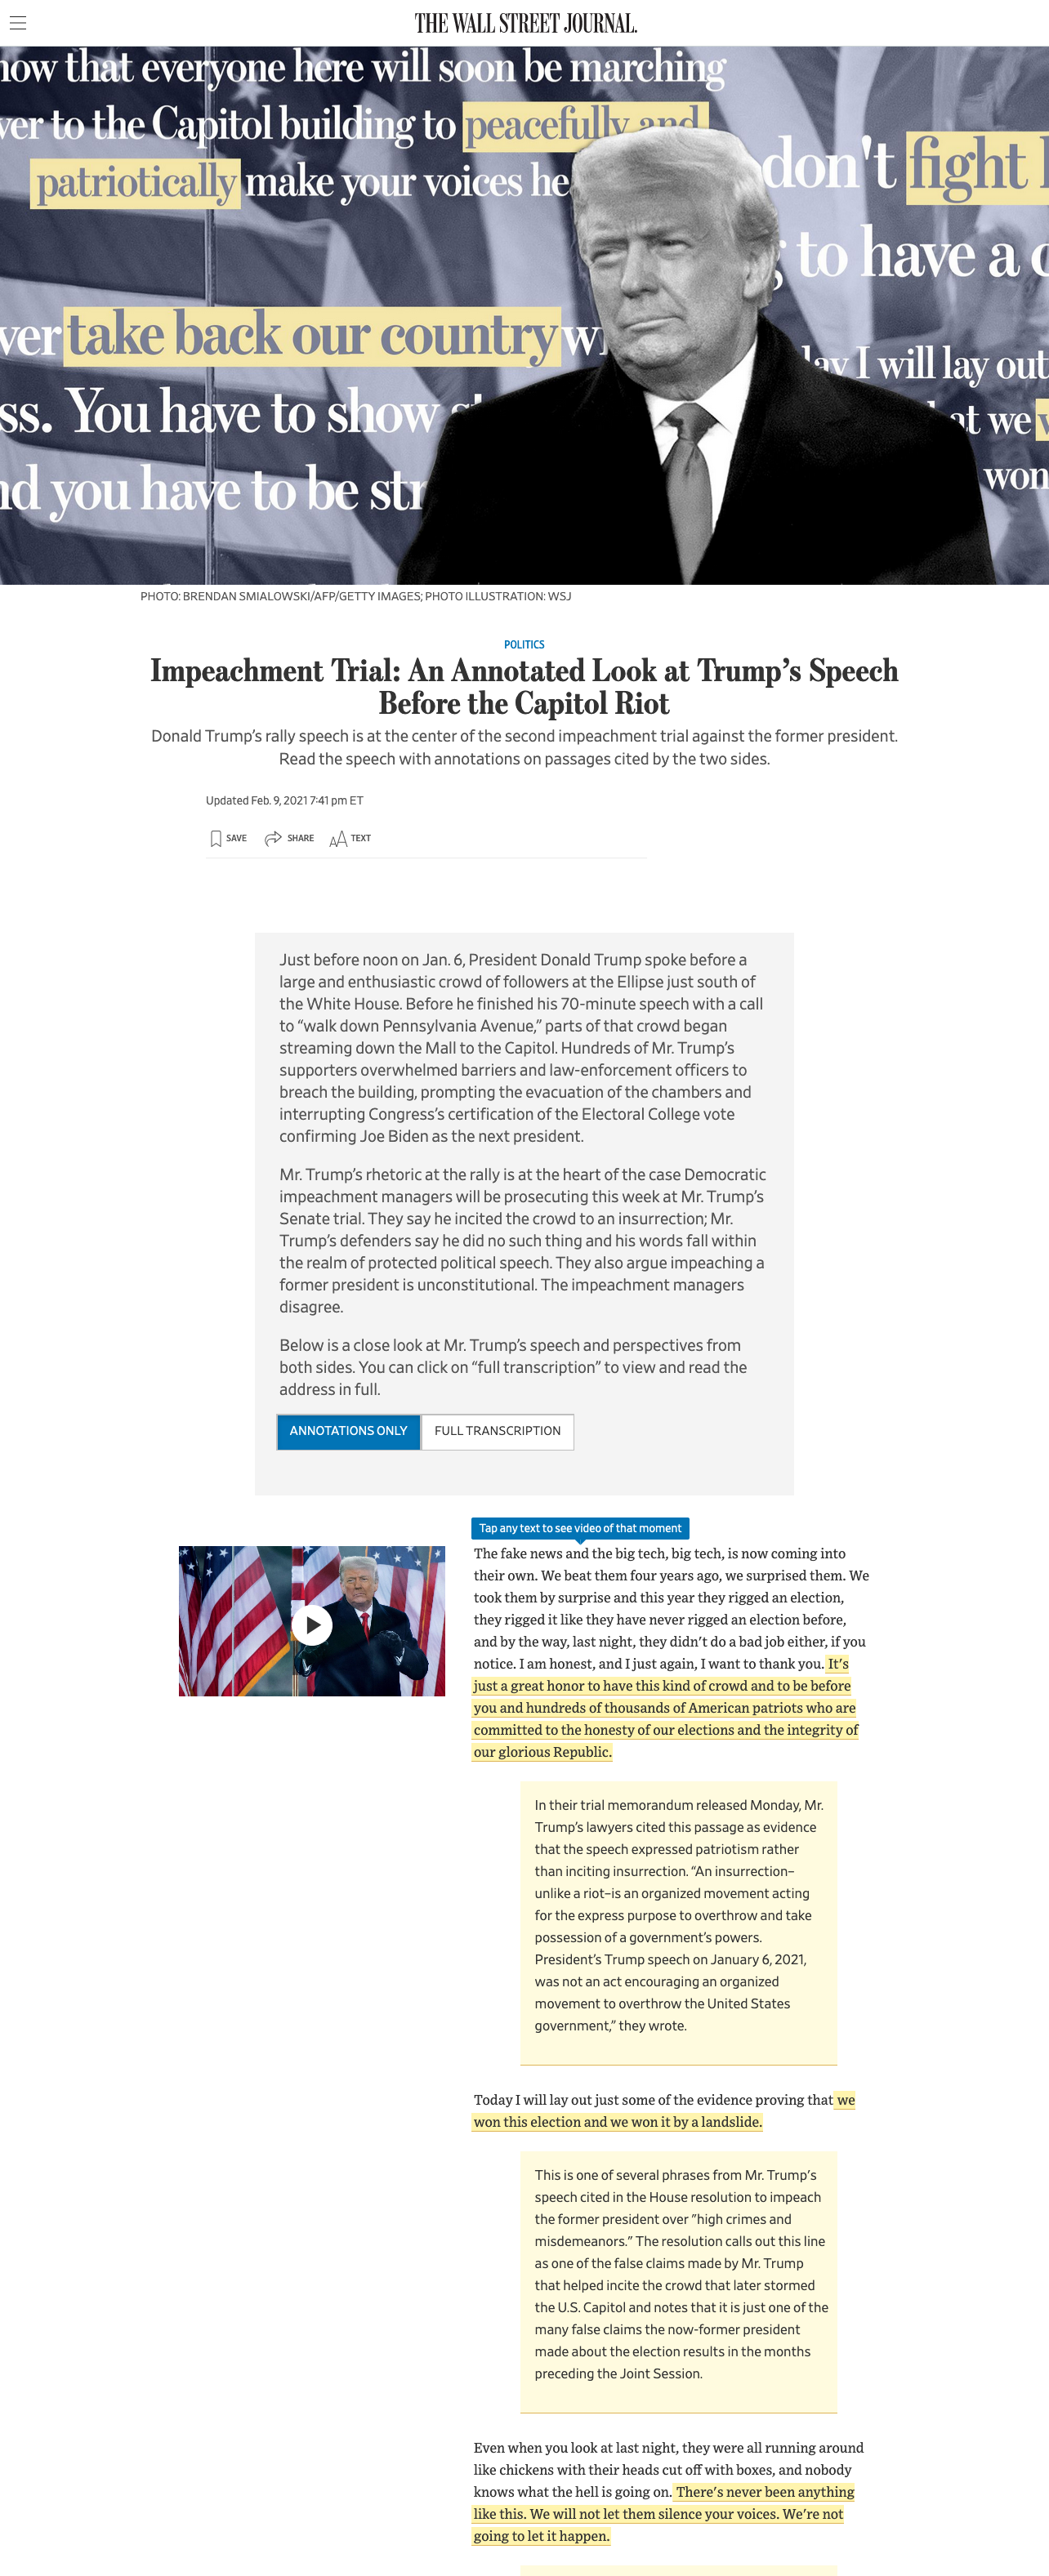 THE WALL STREET JOURNAL.
now that everyone here will soon be marching
ver to the Capitol building to peacefully and
patriotically make your voices he
don't fight
to have a
ver take back our country
lay I will lay out
ss. You have to show
at we
won
nd you have to be str
PHOTO: BRENDAN SMIALOWSKI/AFP/GETTY IMAGES; PHOTO ILLUSTRATION: WSJ
POLITICS
Impeachment Trial: An Annotated Look at Trump’s Speech
Before the Capitol Riot
Donald Trump’s rally speech is at the center of the second impeachment trial against the former president.
Read the speech with annotations on passages cited by the two sides.
Updated Feb. 9, 2021 7:41 pm ET
SAVE SHARE AA TEXT
Just before noon on Jan. 6, President Donald Trump spoke before a
large and enthusiastic crowd of followers at the Ellipse just south of
the White House. Before he finished his 70-minute speech with a call
to “walk down Pennsylvania Avenue,” parts of that crowd began
streaming down the Mall to the Capitol. Hundreds of Mr. Trump’s
supporters overwhelmed barriers and law-enforcement officers to
breach the building, prompting the evacuation of the chambers and
interrupting Congress’s certification of the Electoral College vote
confirming Joe Biden as the next president.
Mr. Trump’s rhetoric at the rally is at the heart of the case Democratic
impeachment managers will be prosecuting this week at Mr. Trump’s
Senate trial. They say he incited the crowd to an insurrection; Mr.
Trump’s defenders say he did no such thing and his words fall within
the realm of protected political speech. They also argue impeaching a
former president is unconstitutional. The impeachment managers
disagree.
Below is a close look at Mr. Trump’s speech and perspectives from
both sides. You can click on “full transcription” to view and read the
address in full.
ANNOTATIONS ONLY FULL TRANSCRIPTION
Tap any text to see video of that moment
The fake news and the big tech, big tech, is now coming into
their own. We beat them four years ago, we surprised them. We
took them by surprise and this year they rigged an election,
they rigged it like they have never rigged an election before,
and by the way, last night, they didn't do a bad job either, if you
notice. I am honest, and I just again, I want to thank you. It's
just a great honor to have this kind of crowd and to be before
you and hundreds of thousands of American patriots who are
committed to the honesty of our elections and the integrity of
our glorious Republic.
In their trial memorandum released Monday, Mr.
Trump’s lawyers cited this passage as evidence
that the speech expressed patriotism rather
than inciting insurrection. “An insurrection–
unlike a riot–is an organized movement acting
for the express purpose to overthrow and take
possession of a government’s powers.
President’s Trump speech on January 6, 2021,
was not an act encouraging an organized
movement to overthrow the United States
government,” they wrote.
Today I will lay out just some of the evidence proving that we
won this election and we won it by a landslide.
This is one of several phrases from Mr. Trump's
speech cited in the House resolution to impeach
the former president over "high crimes and
misdemeanors." The resolution calls out this line
as one of the false claims made by Mr. Trump
that helped incite the crowd that later stormed
the U.S. Capitol and notes that it is just one of the
many false claims the now-former president
made about the election results in the months
preceding the Joint Session.
Even when you look at last night, they were all running around
like chickens with their heads cut off with boxes, and nobody
knows what the hell is going on. There's never been anything
like this. We will not let them silence your voices. We're not
going to let it happen.